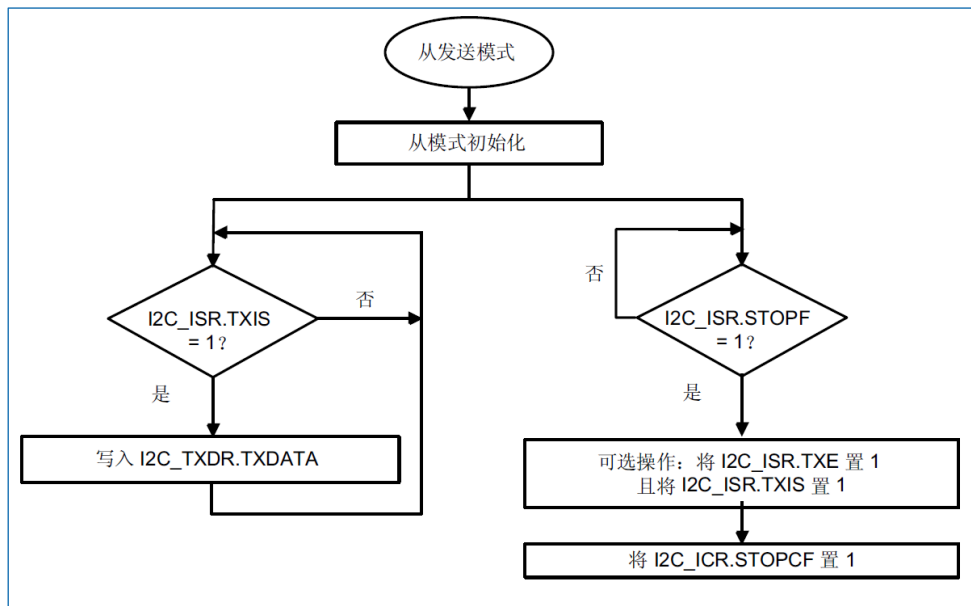 从发送模式
从模式初始化
I2C_ISR.TXIS
= 1？
否
是
写入 I2C_TXDR.TXDATA
否
I2C_ISR.STOPF
= 1？
是
可选操作：将 I2C_ISR.TXE 置 1
且将 I2C_ISR.TXIS 置 1
将 I2C_ICR.STOPCF 置 1